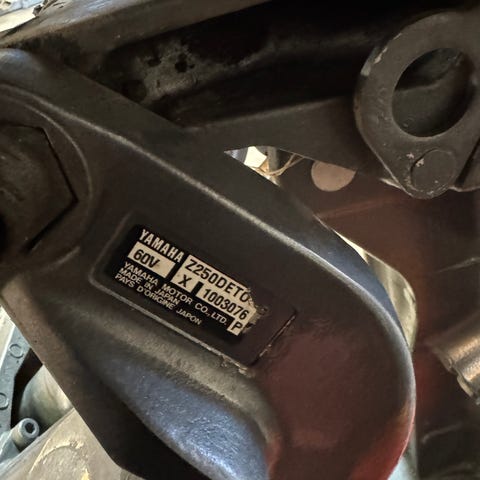 YAMAHA Z250DETO
60V X 1003076 P
YAMAHA MOTOR CO., LTD.
MADE IN JAPAN
PAYS D'ORIGINE JAPON